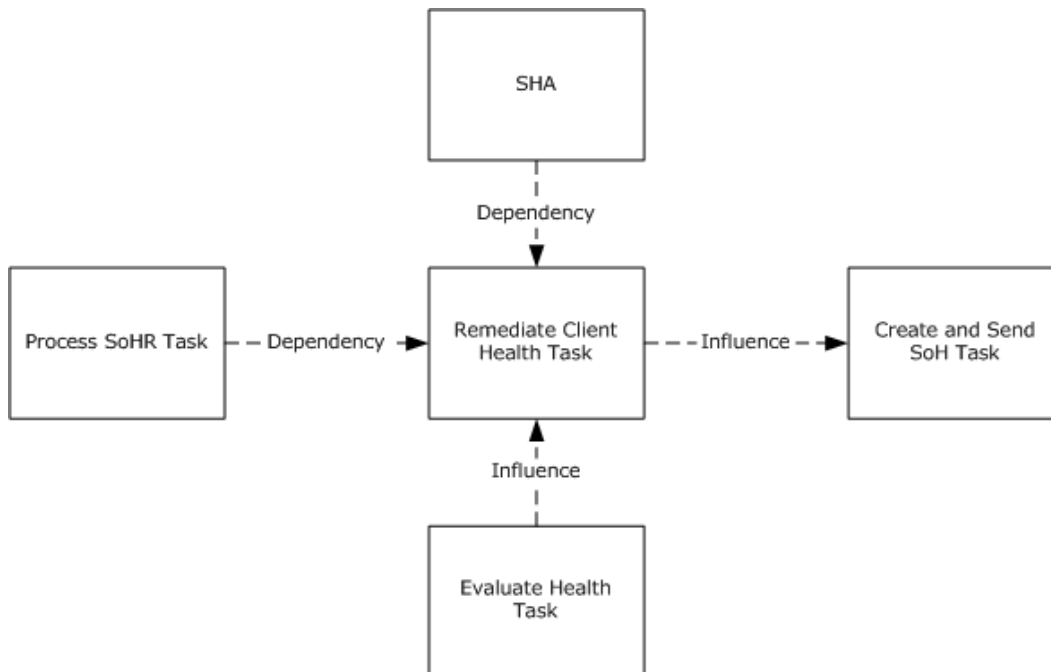 SHA
Dependency
Process SoHR Task
Dependency
Remediate Client
Health Task
Influence
Create and Send
SoH Task
Influence
Evaluate Health
Task